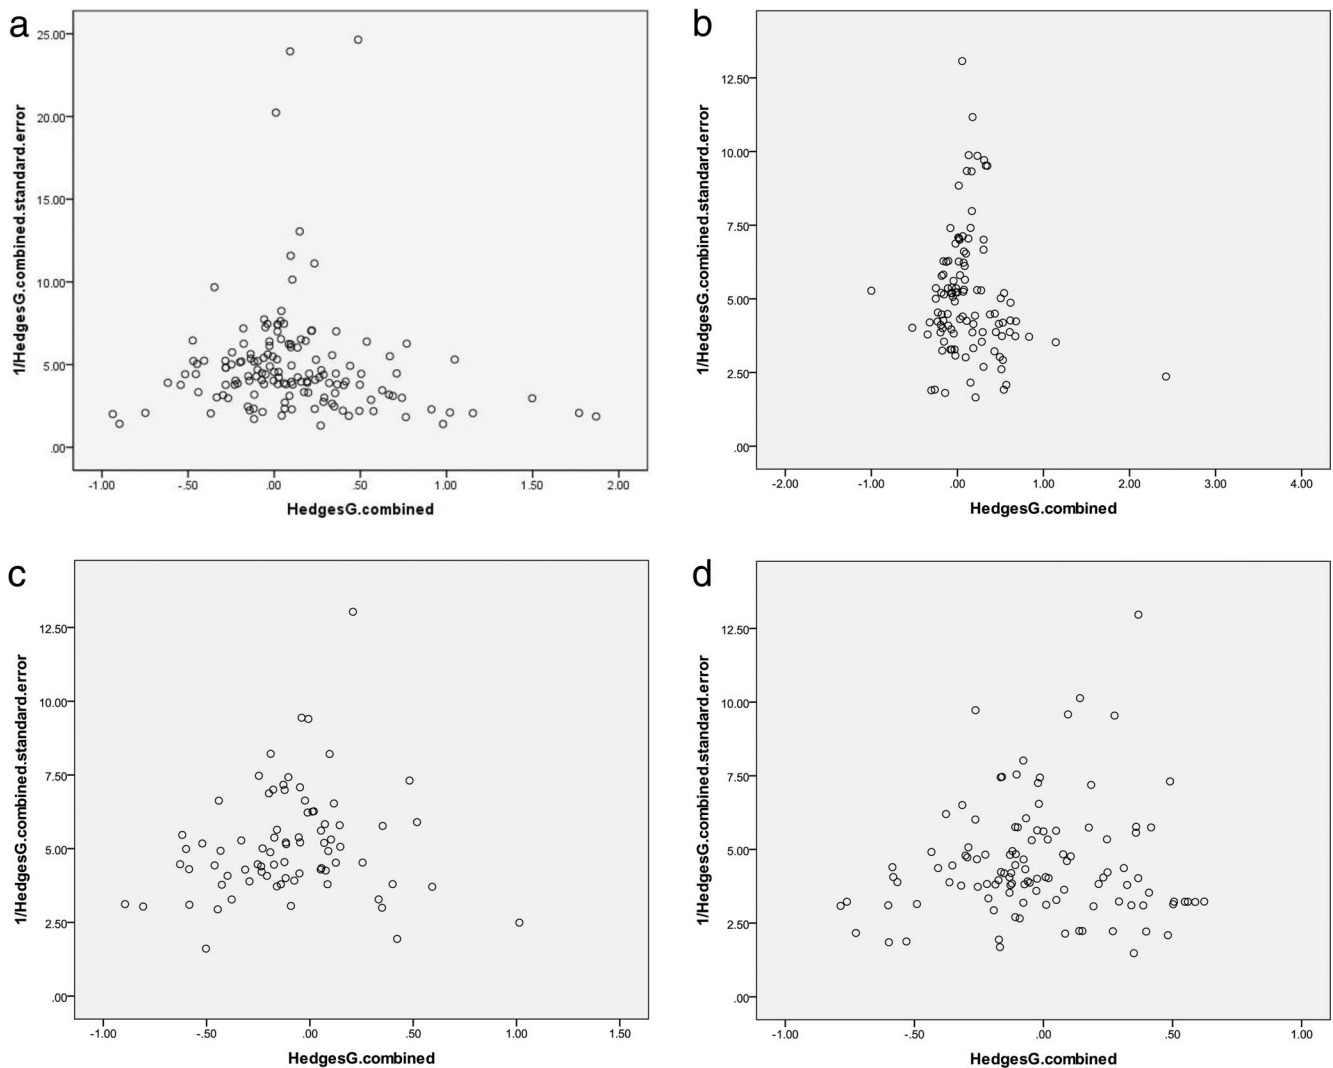 a
1/HedgesG.combined.standard.error
25.00
20.00
15.00
10.00
5.00
.00
-1.00 -.50 .00 .50 1.00 1.50 2.00
HedgesG.combined
b
1/HedgesG.combined.standard.error
12.50
10.00
7.50
5.00
2.50
.00
-2.00 -1.00 .00 1.00 2.00 3.00 4.00
HedgesG.combined
c
1/HedgesG.combined.standard.error
12.50
10.00
7.50
5.00
2.50
.00
-1.00 -.50 .00 .50 1.00 1.50
HedgesG.combined
d
1/HedgesG.combined.standard.error
12.50
10.00
7.50
5.00
2.50
.00
-1.00 -.50 .00 .50 1.00
HedgesG.combined